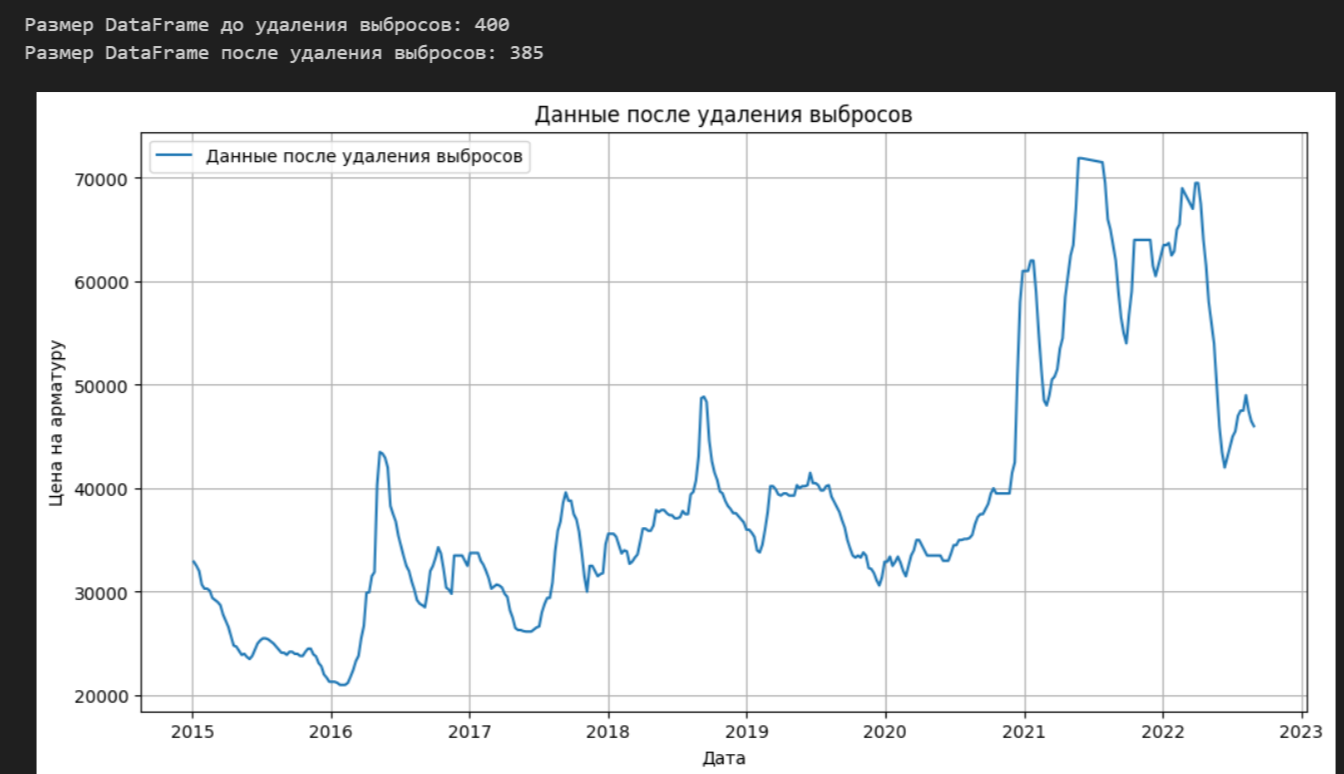 Размер DataFrame до удаления выбросов: 400
Размер DataFrame после удаления выбросов: 385
Данные после удаления выбросов
Данные после удаления выбросов
70000
60000
50000
40000
30000
20000
Цена на арматуру
2015 2016 2017 2018 2019 2020 2021 2022 2023
Дата